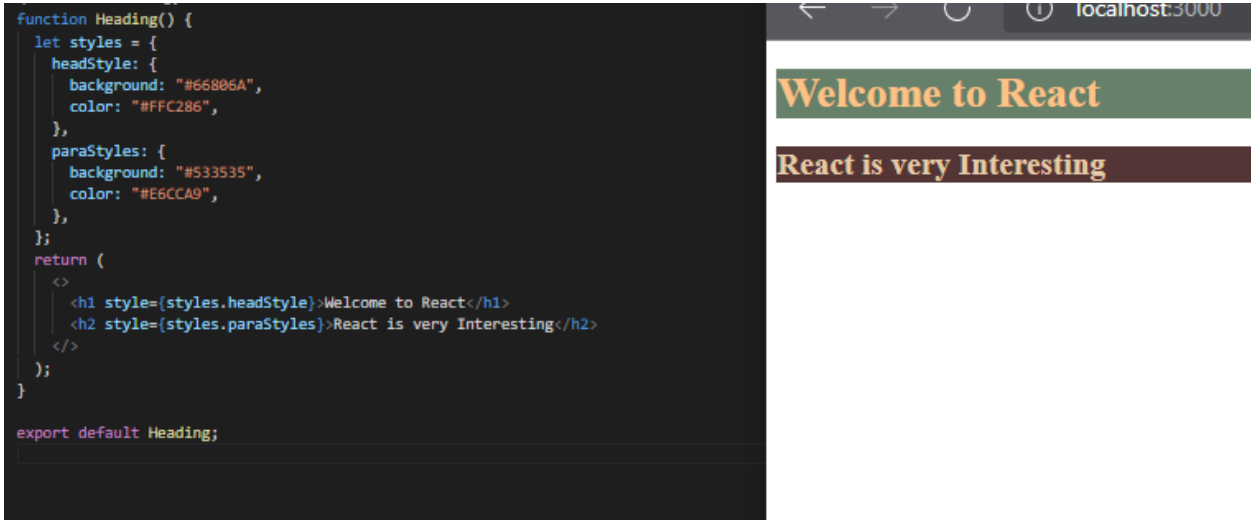 function Heading() {
let styles = {
headStyle: {
background: "#66806A",
color: "#FFC286",
},
paraStyles: {
background: "#533535",
color: "#E6CCA9",
},
};
return (
<>
<h1 style={styles.headStyle}>Welcome to React</h1>
<h2 style={styles.paraStyles}>React is very Interesting</h2>
</>
);
}
export default Heading;
localhost:3000
Welcome to React
React is very Interesting